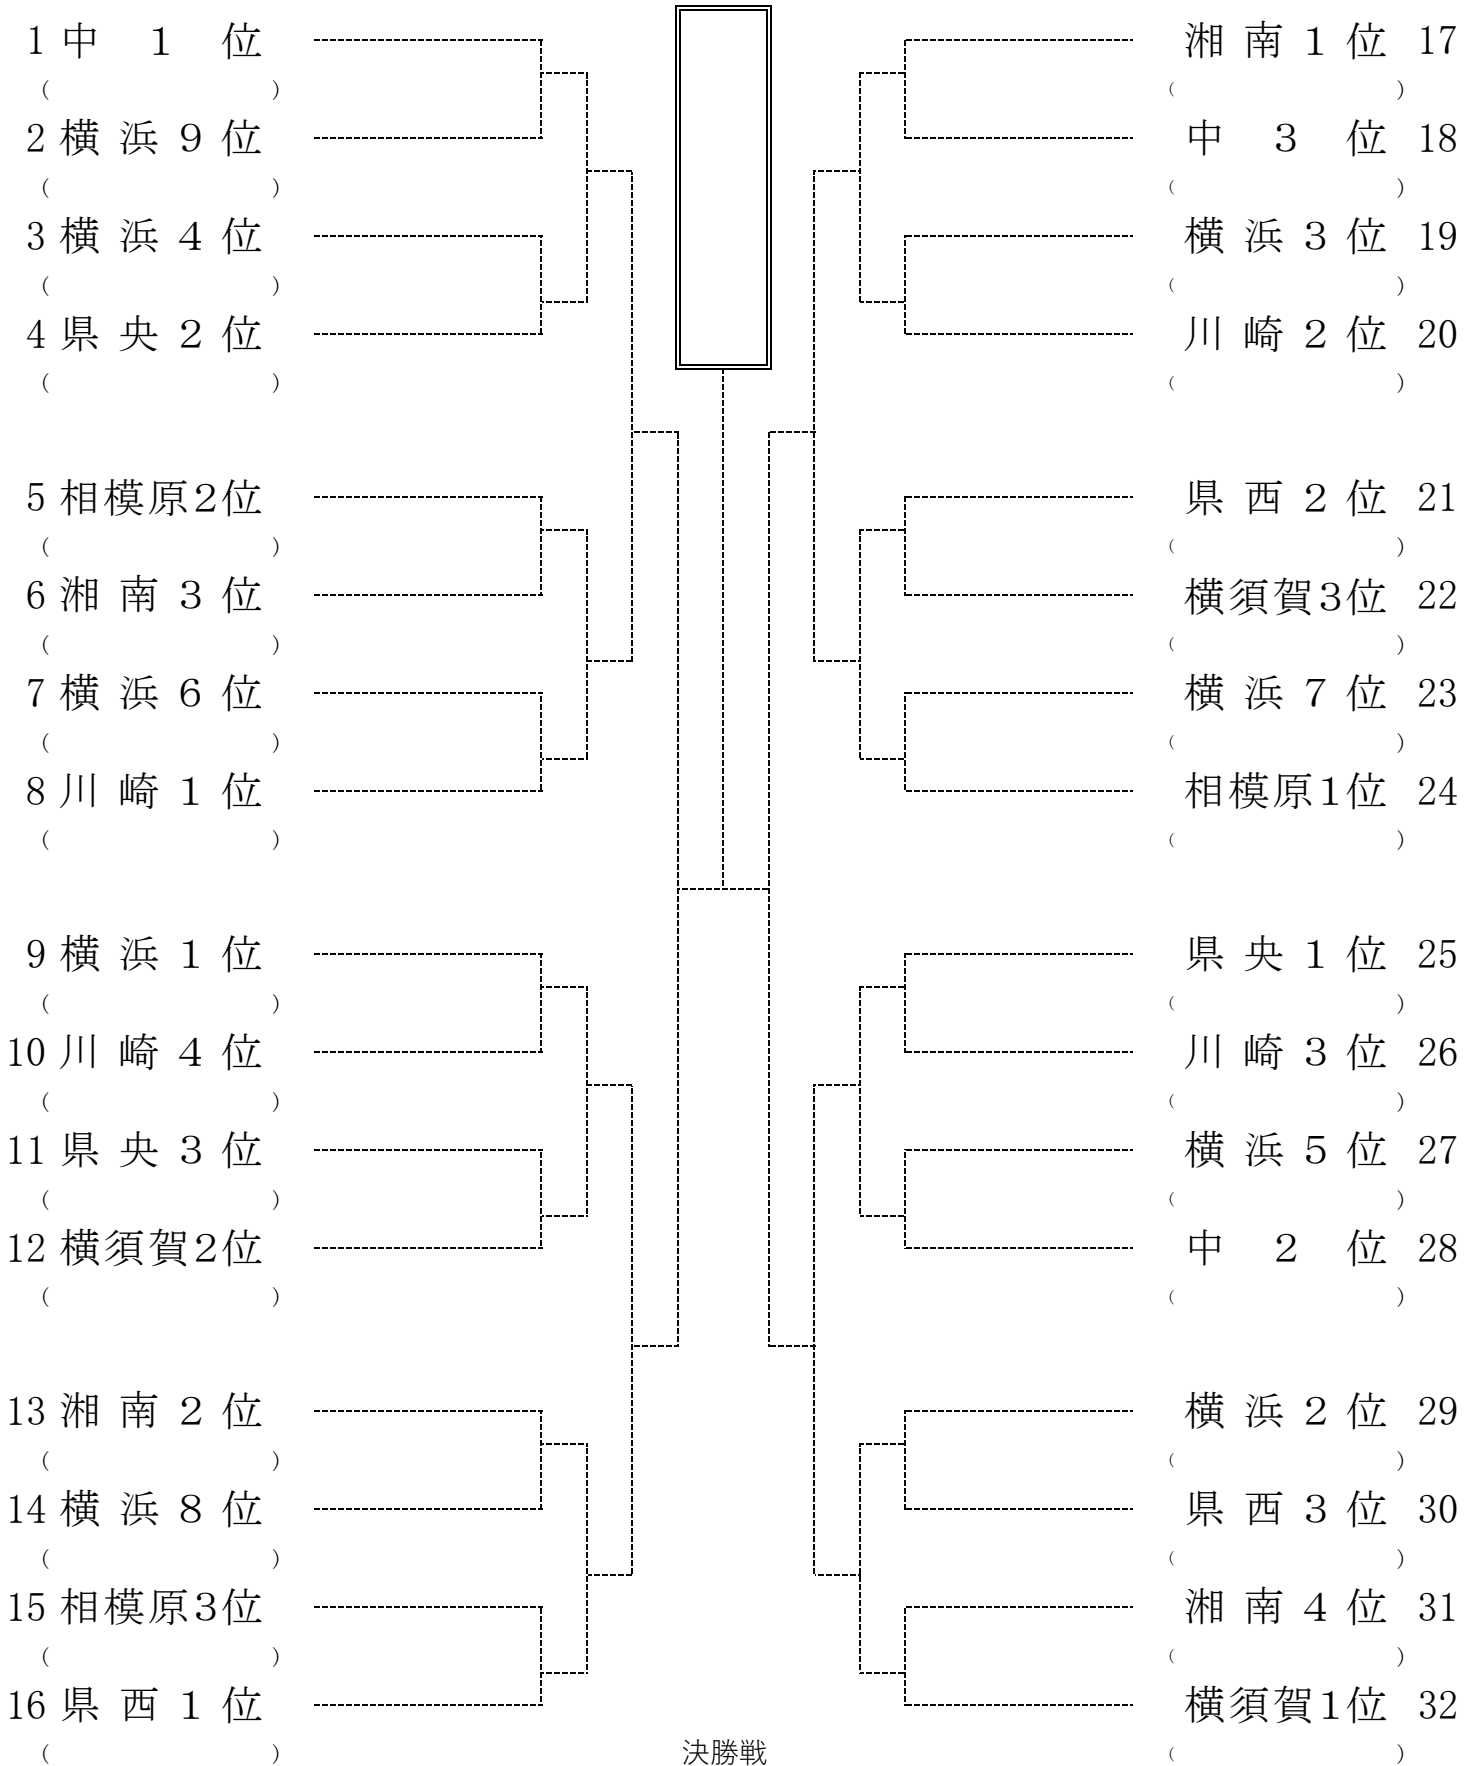 1 中 １ 位
( )
2 横 浜 ９ 位
( )
3 横 浜 ４ 位
( )
4 県 央 ２ 位
( )
5 相模原２位
( )
6 湘 南 ３ 位
( )
7 横 浜 ６ 位
( )
8 川 崎 １ 位
( )
9 横 浜 １ 位
( )
10 川 崎 ４ 位
( )
11 県 央 ３ 位
( )
12 横須賀２位
( )
13 湘 南 ２ 位
( )
14 横 浜 ８ 位
( )
15 相模原３位
( )
16 県 西 １ 位
( )
湘 南 １ 位 17
( )
中 ３ 位 18
( )
横 浜 ３ 位 19
( )
川 崎 ２ 位 20
( )
県 西 ２ 位 21
( )
横須賀３位 22
( )
横 浜 ７ 位 23
( )
相模原１位 24
( )
県 央 １ 位 25
( )
川 崎 ３ 位 26
( )
横 浜 ５ 位 27
( )
中 ２ 位 28
( )
横 浜 ２ 位 29
( )
県 西 ３ 位 30
( )
湘 南 ４ 位 31
( )
横須賀１位 32
( )
決勝戦